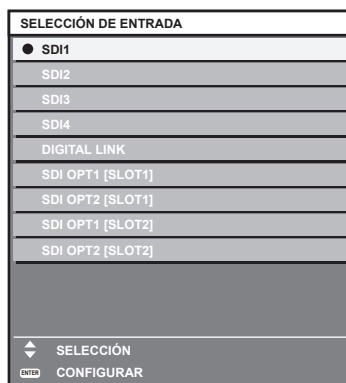 SELECCIÓN DE ENTRADA
SDI1
SDI2
SDI3
SDI4
DIGITAL LINK
SDI OPT1 [SLOT1]
SDI OPT2 [SLOT1]
SDI OPT1 [SLOT2]
SDI OPT2 [SLOT2]
SELECCIÓN
ENTER CONFIGURAR